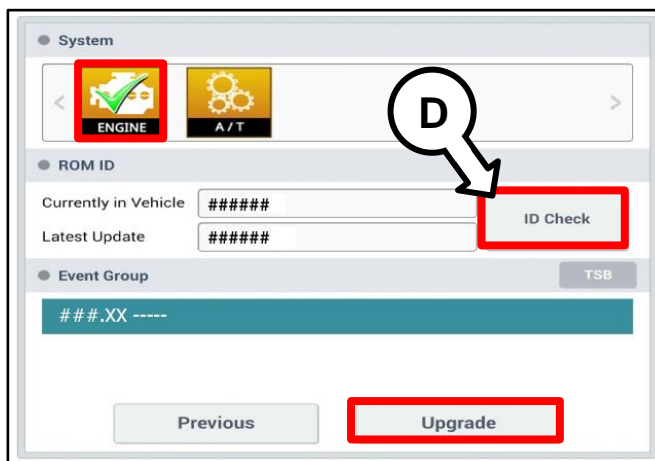 System
<
ENGINE
A/T
D
>
ROM ID
Currently in Vehicle ######
ID Check
Latest Update ######
Event Group
TSB
###.XX -----
Previous
Upgrade